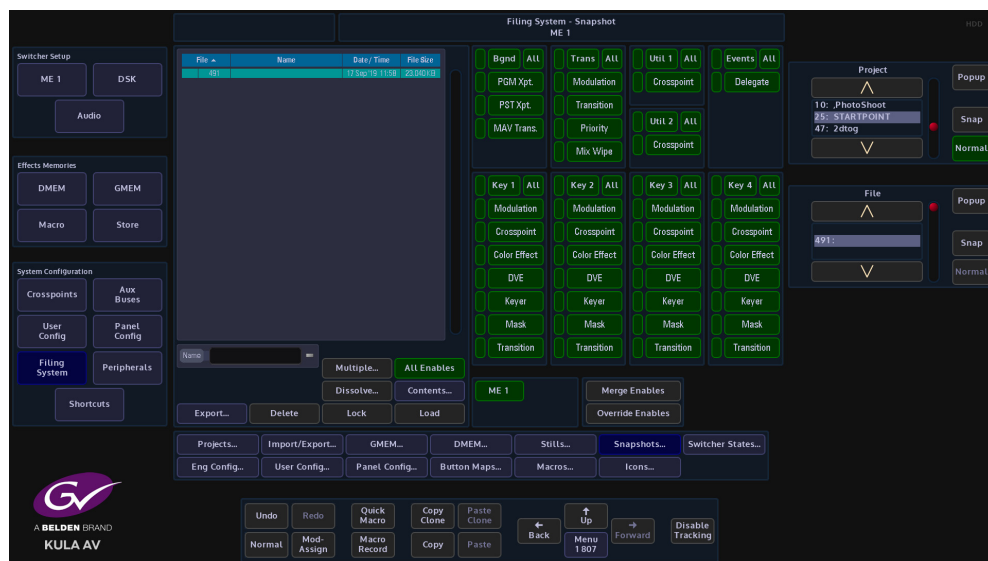 Filing System - Snapshot
ME 1
HDD
Switcher Setup
ME 1
DSK
Audio
Effects Memories
DMEM
GMEM
Macro
Store
System Configuration
Crosspoints
Aux
Buses
User
Config
Panel
Config
Filing
System
Peripherals
Shortcuts
File
Name
Date/ Time
File Size
491
17 Sep '19 11:58
23.040 KB
Name
Multiple...
All Enables
Dissolve...
Contents...
Export...
Delete
Lock
Load
Bgnd
All
PGM Xpt.
PST Xpt.
MAV Trans.
Trans
All
Modulation
Transition
Priority
Mix Wipe
Util 1
All
Crosspoint
Util 2
All
Crosspoint
Events
All
Delegate
Key 1
All
Modulation
Crosspoint
Color Effect
DVE
Keyer
Mask
Transition
Key 2
All
Modulation
Crosspoint
Color Effect
DVE
Keyer
Mask
Transition
Key 3
All
Modulation
Crosspoint
Color Effect
DVE
Keyer
Mask
Transition
Key 4
All
Modulation
Crosspoint
Color Effect
DVE
Keyer
Mask
Transition
ME 1
Merge Enables
Override Enables
Project
10: ,PhotoShoot
25: STARTPOINT
47: 2dtog
Popup
Snap
Normal
File
491:
Popup
Snap
Normal
Projects...
Import/Export...
GMEM...
DMEM...
Stills...
Snapshots...
Switcher States...
Eng Config...
User Config...
Panel Config...
Button Maps...
Macros...
Icons...
GV
A BELDEN BRAND
KULA AV
Undo
Redo
Quick
Macro
Copy
Clone
Paste
Clone
Normal
Mod-
Assign
Macro
Record
Copy
Paste
Back
Up
Menu
1807
Forward
Disable
Tracking